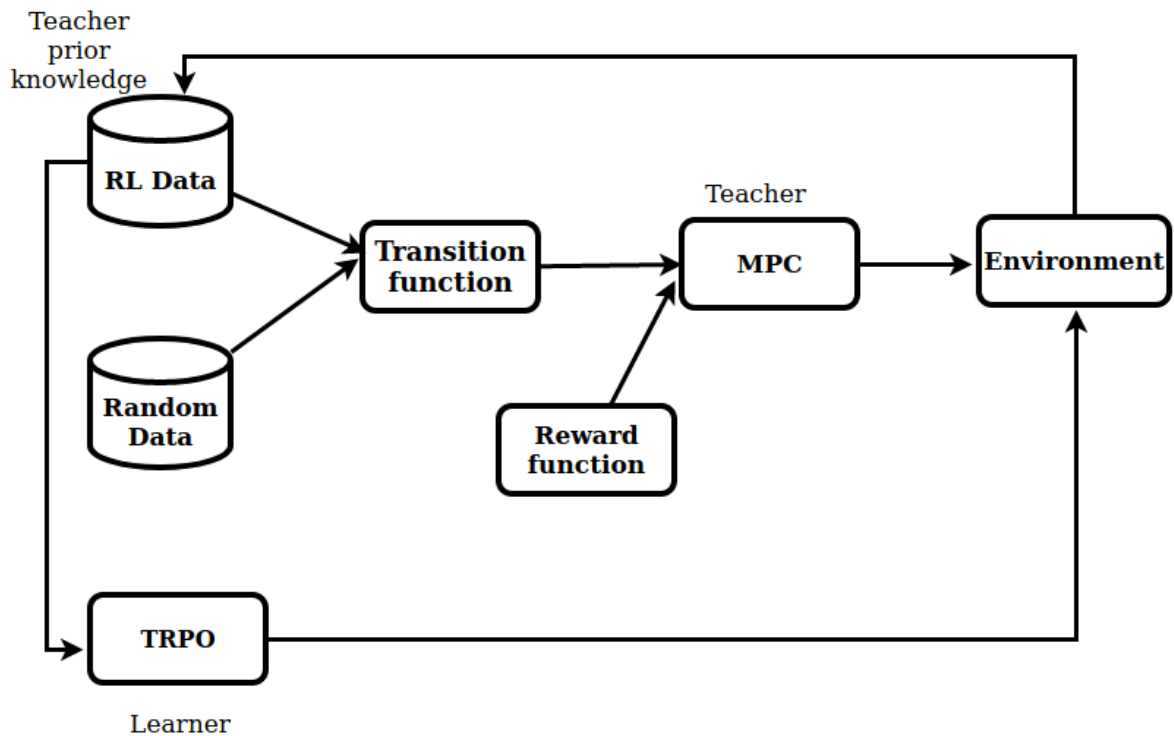 Teacher
prior
knowledge
RL Data
Teacher
Transition
function
MPC
Environment
Random
Data
Reward
function
TRPO
Learner